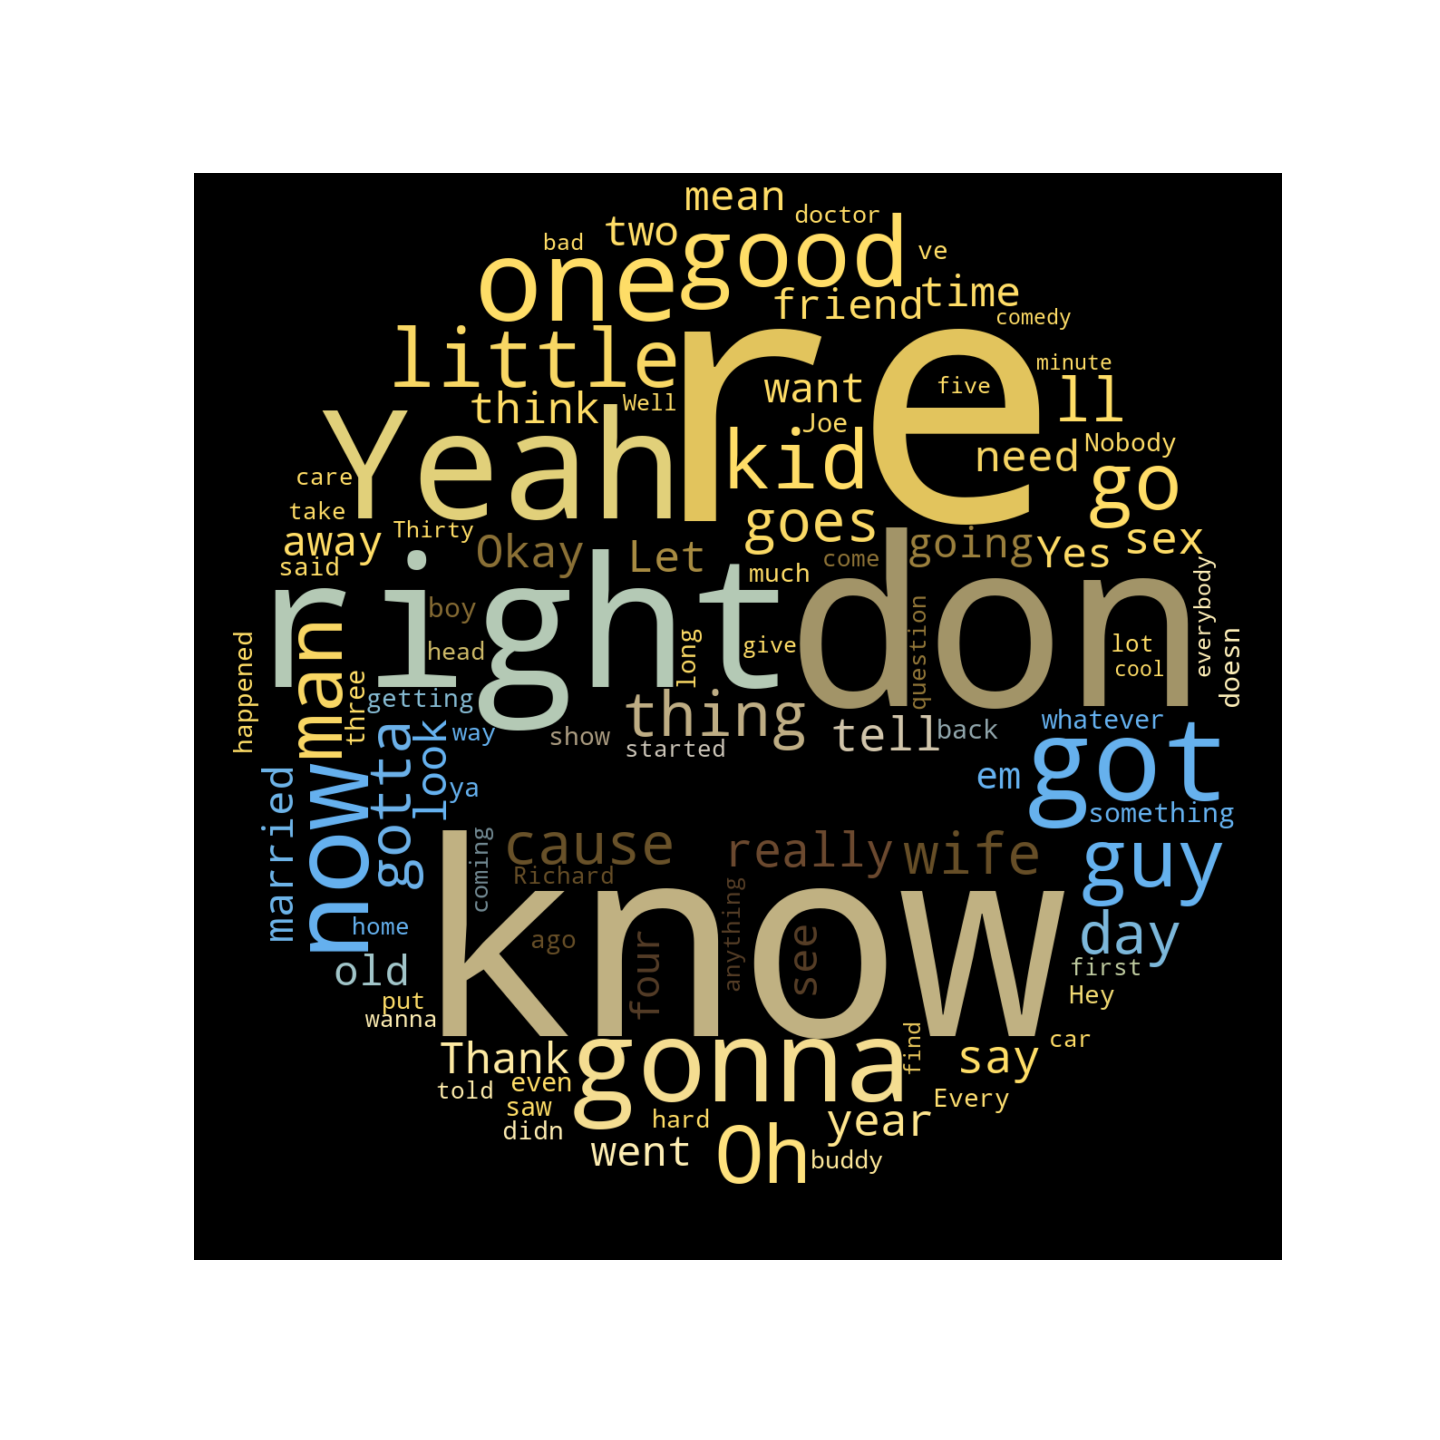 mean
doctor
two
good
bad
ve
one
friend
time
comedy
little
re
minute
want
five
ll
think
Well
Joe
Yeah
kid
need
Nobody
care
go
take
goes
Thirty
away
Okay
Let
going
Yes
sex
said
much
come
right
don
everybody
boy
question
head
long
give
lot
cool
doesn
happened
man
three
getting
thing
tell
back
whatever
look
way
show
started
got
gotta
em
something
married
now
ya
cause
really
wife
guy
coming
Richard
know
anything
home
ago
four
see
day
old
first
put
Hey
wanna
Thank
gonna
find
say
car
told
even
saw
hard
Every
didn
year
went
Oh
buddy